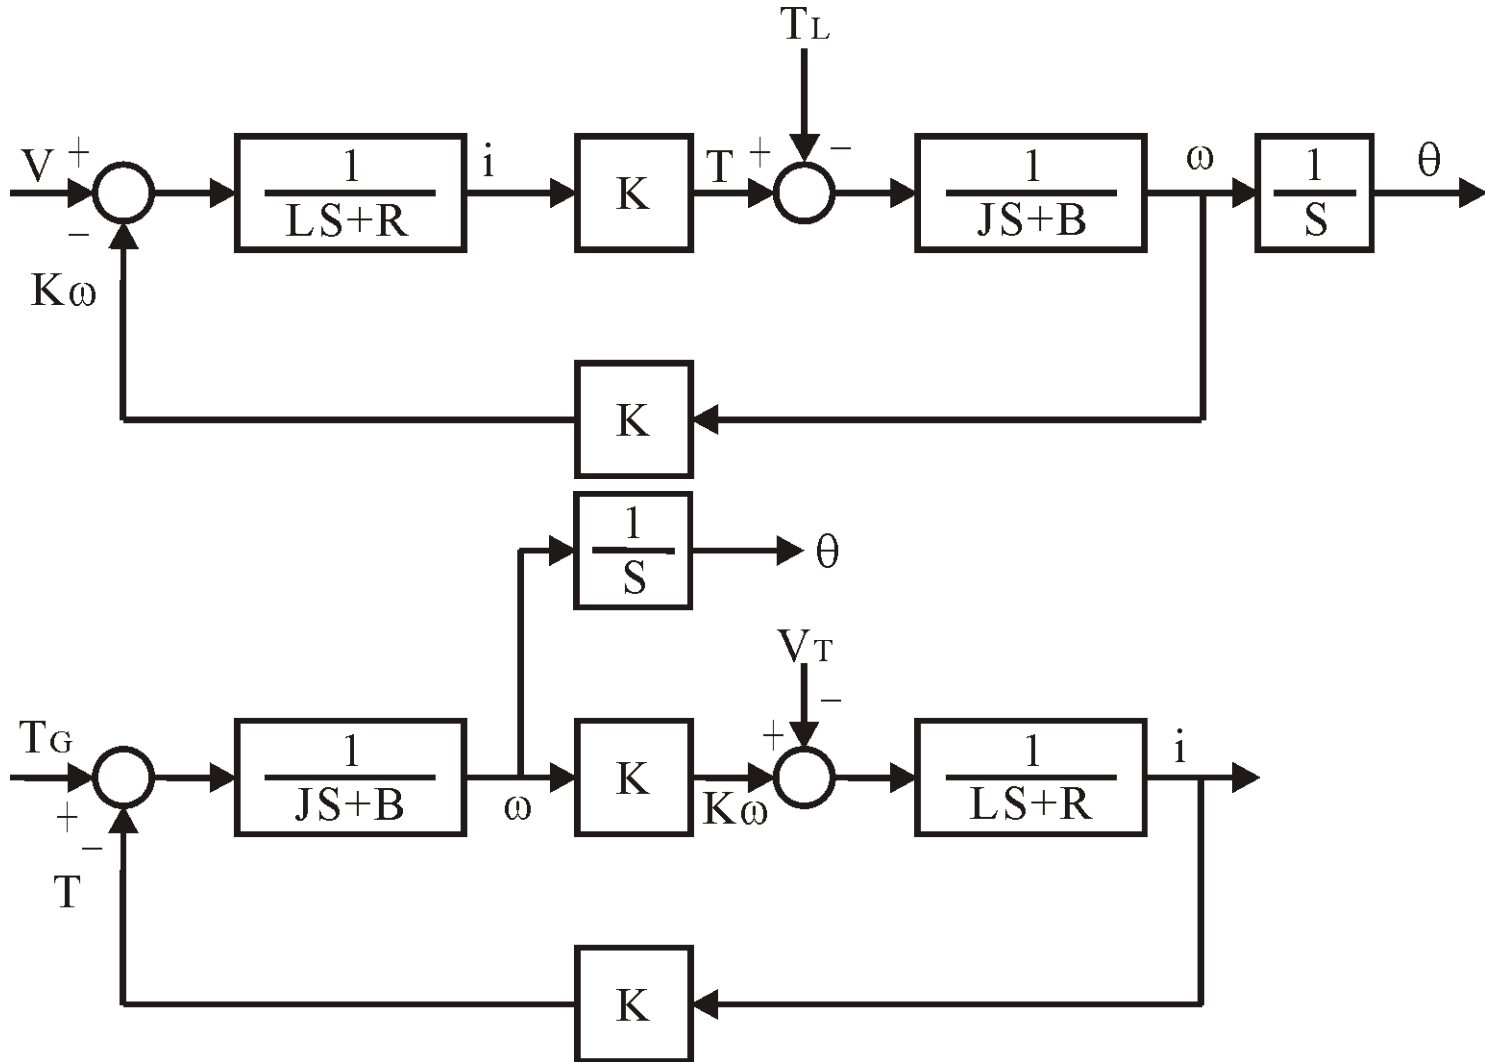 TL
V + 1 i K T + − 1 ω 1 θ
− LS+R JS+B S
Kω
K
1
S θ
VT
−
TG 1 + 1 i
K
JS+B ω Kω LS+R
+
−
T
K